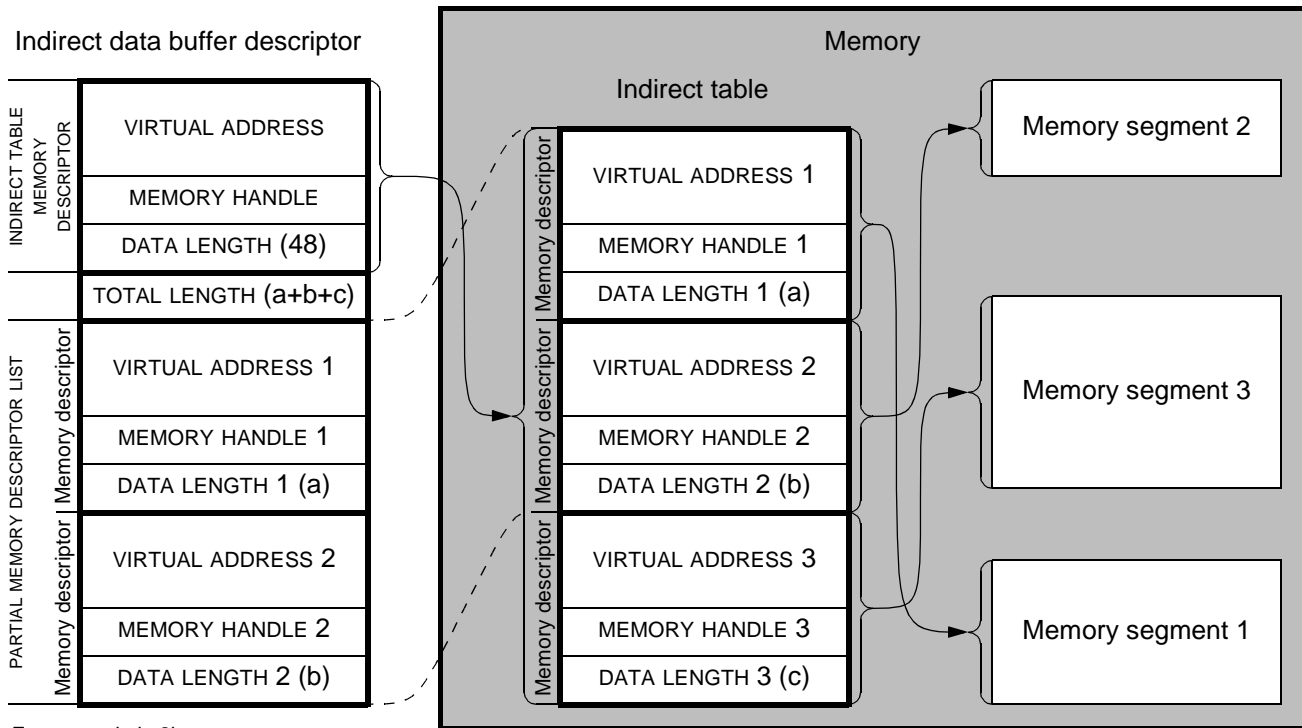 Indirect data buffer descriptor
INDIRECT TABLE
MEMORY
DESCRIPTOR
VIRTUAL ADDRESS
MEMORY HANDLE
DATA LENGTH (48)
TOTAL LENGTH (a+b+c)
PARTIAL MEMORY DESCRIPTOR LIST
Memory descriptor
VIRTUAL ADDRESS 1
MEMORY HANDLE 1
DATA LENGTH 1 (a)
Memory descriptor
VIRTUAL ADDRESS 2
MEMORY HANDLE 2
DATA LENGTH 2 (b)
Memory
Indirect table
Memory descriptor
VIRTUAL ADDRESS 1
MEMORY HANDLE 1
DATA LENGTH 1 (a)
Memory descriptor
VIRTUAL ADDRESS 2
MEMORY HANDLE 2
DATA LENGTH 2 (b)
Memory descriptor
VIRTUAL ADDRESS 3
MEMORY HANDLE 3
DATA LENGTH 3 (c)
Memory segment 2
Memory segment 3
Memory segment 1